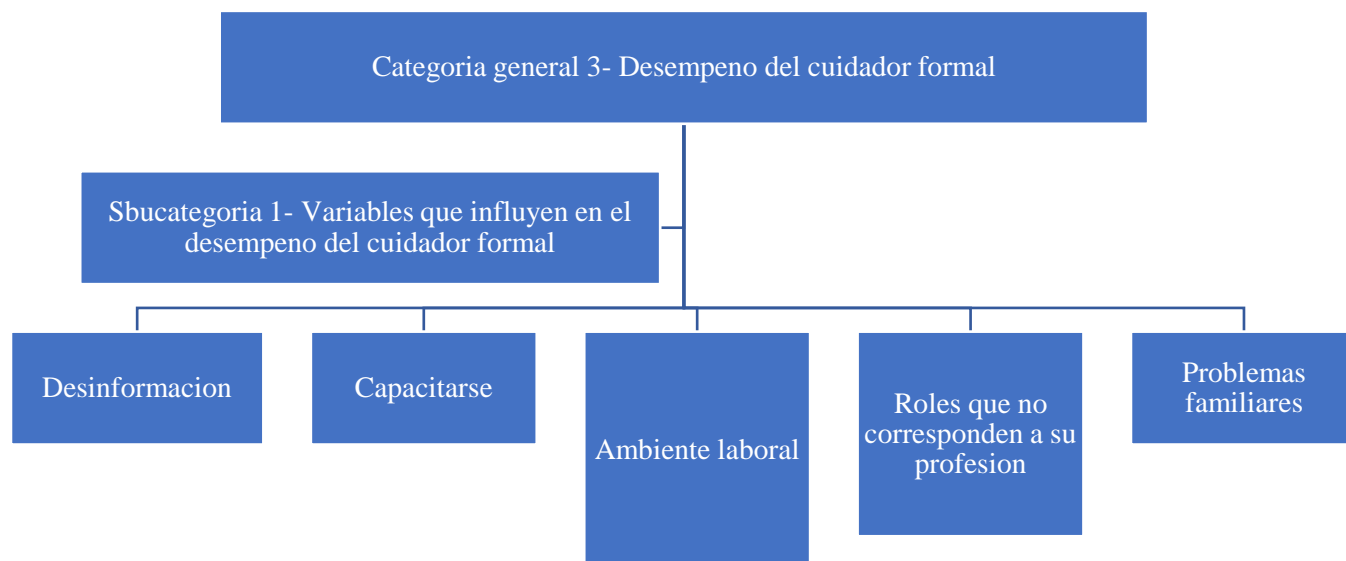 Categoria general 3- Desempeno del cuidador formal
Sbucategoria 1- Variables que influyen en el
desempeno del cuidador formal
Desinformacion
Capacitarse
Ambiente laboral
Roles que no
corresponden a su
profesion
Problemas
familiares